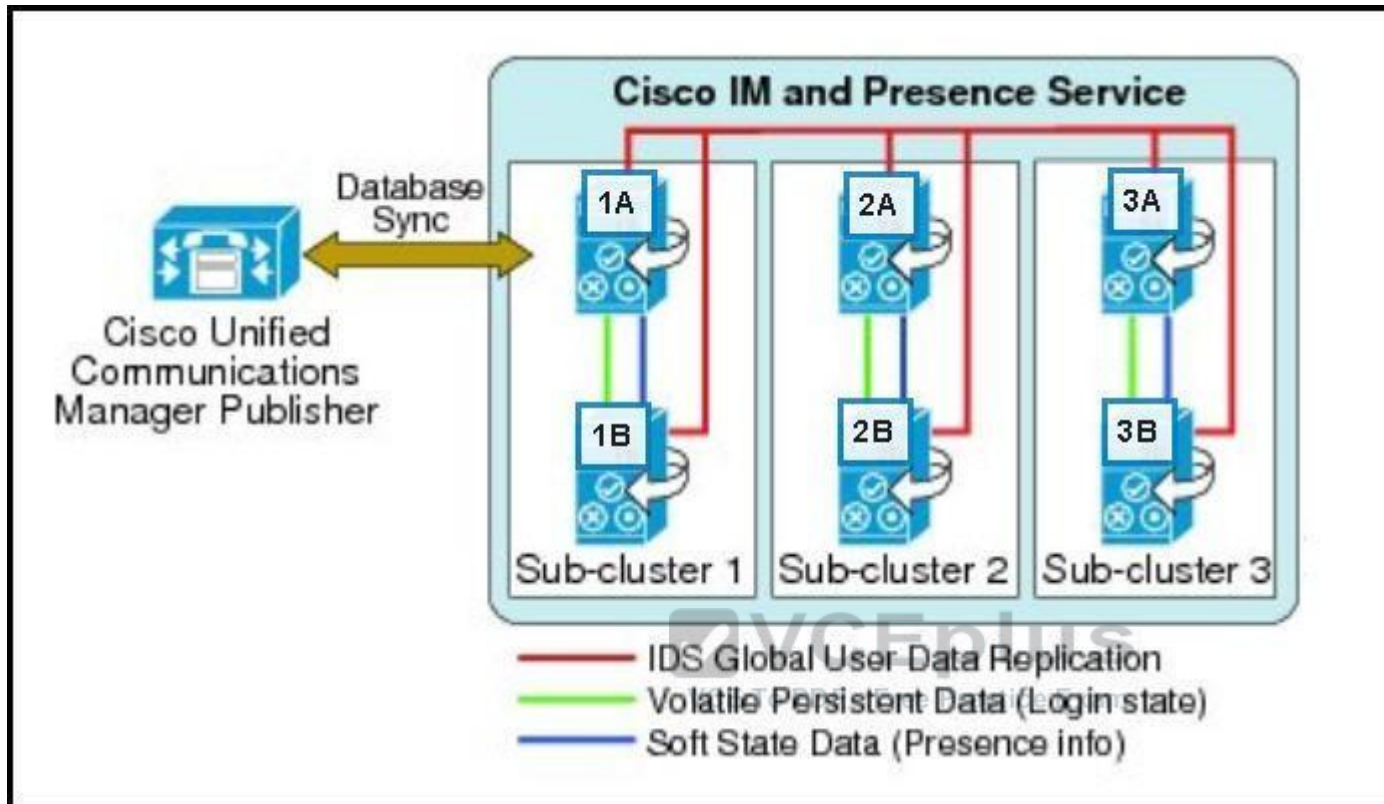 Cisco IM and Presence Service
Database
Sync
1A
2A
3A
Cisco Unified
Communications
Manager Publisher
1B
2B
3B
Sub-cluster 1
Sub-cluster 2
Sub-cluster 3
VCEplus
IDS Global User Data Replication
Volatile Persistent Data (Login state)
Soft State Data (Presence info)